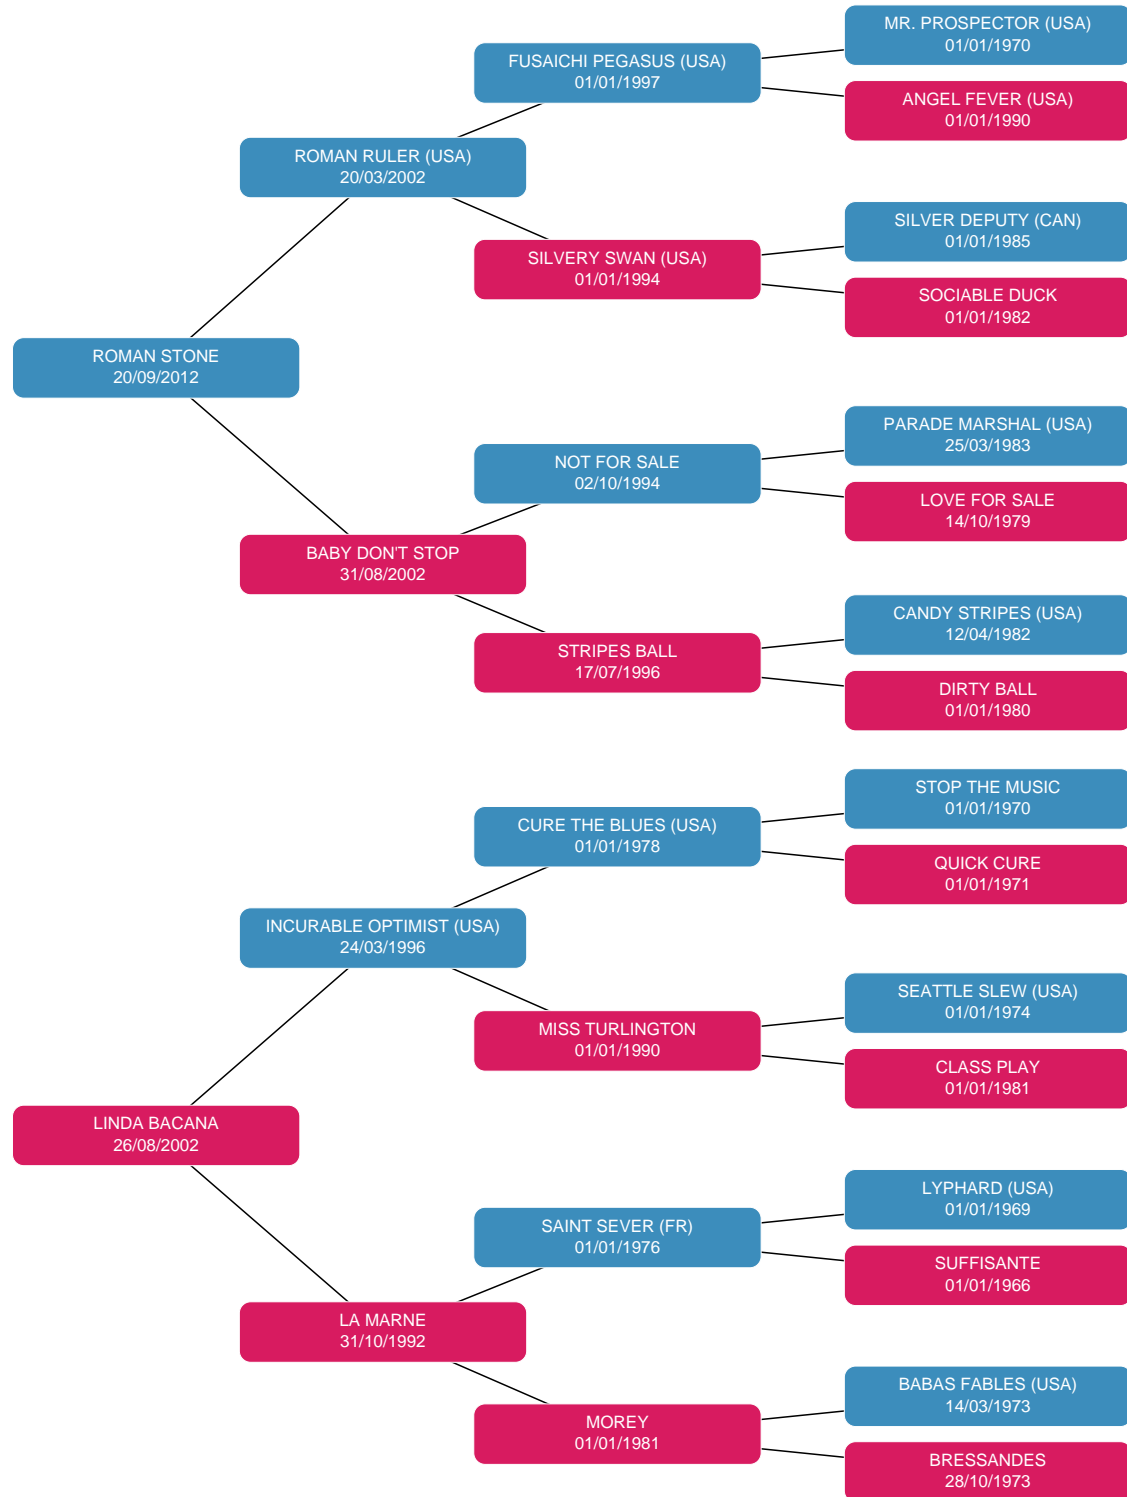 MR. PROSPECTOR (USA)
01/01/1970
FUSAICHI PEGASUS (USA)
01/01/1997
ANGEL FEVER (USA)
01/01/1990
ROMAN RULER (USA)
20/03/2002
SILVER DEPUTY (CAN)
01/01/1985
SILVERY SWAN (USA)
01/01/1994
SOCIABLE DUCK
01/01/1982
ROMAN STONE
20/09/2012
PARADE MARSHAL (USA)
25/03/1983
NOT FOR SALE
02/10/1994
LOVE FOR SALE
14/10/1979
BABY DON'T STOP
31/08/2002
CANDY STRIPES (USA)
12/04/1982
STRIPES BALL
17/07/1996
DIRTY BALL
01/01/1980
STOP THE MUSIC
01/01/1970
CURE THE BLUES (USA)
01/01/1978
QUICK CURE
01/01/1971
INCURABLE OPTIMIST (USA)
24/03/1996
SEATTLE SLEW (USA)
01/01/1974
MISS TURLINGTON
01/01/1990
CLASS PLAY
01/01/1981
LINDA BACANA
26/08/2002
LYPHARD (USA)
01/01/1969
SAINT SEVER (FR)
01/01/1976
SUFFISANTE
01/01/1966
LA MARNE
31/10/1992
BABAS FABLES (USA)
14/03/1973
MOREY
01/01/1981
BRESSANDES
28/10/1973